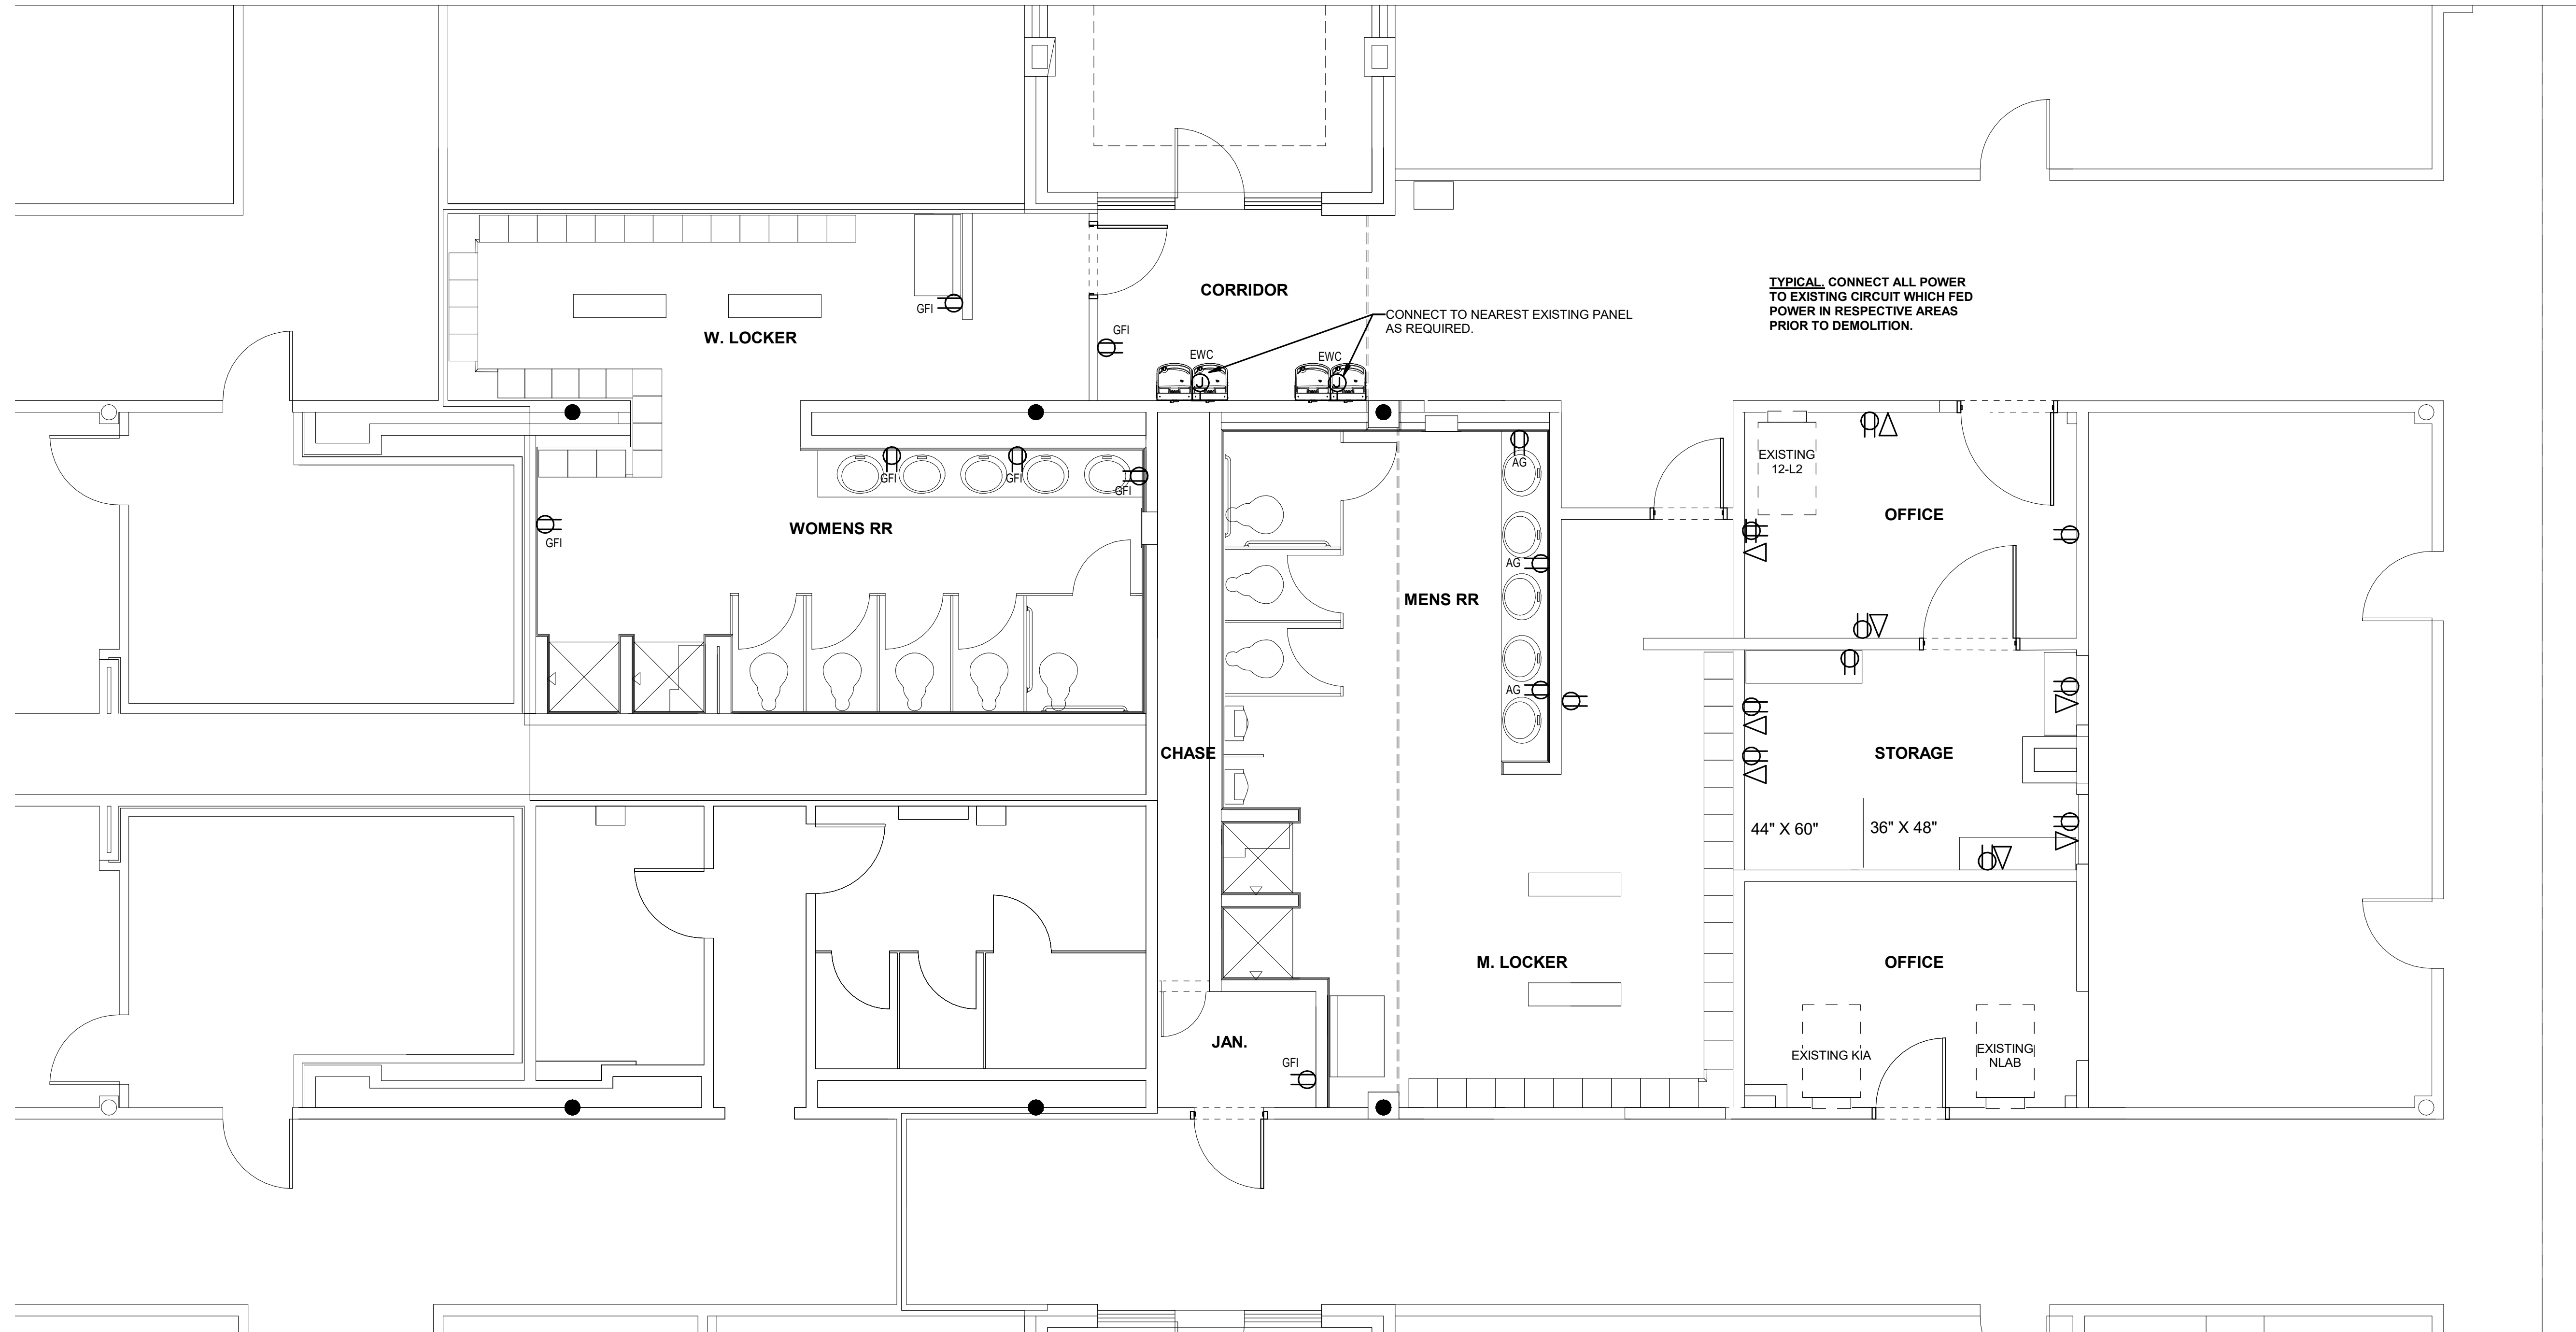 CORRIDOR
TYPICAL. CONNECT ALL POWER
TO EXISTING CIRCUIT WHICH FED
POWER IN RESPECTIVE AREAS
PRIOR TO DEMOLITION.
GFI
CONNECT TO NEAREST EXISTING PANEL
AS REQUIRED.
W. LOCKER
GFI
EWC
EWC
J
J
EXISTING
12-L2
AG
GFI
GFI
GFI
OFFICE
WOMENS RR
GFI
AG
MENS RR
AG
CHASE
STORAGE
44" X 60"
36" X 48"
M. LOCKER
OFFICE
JAN.
GFI
EXISTING KIA
EXISTING
NLAB